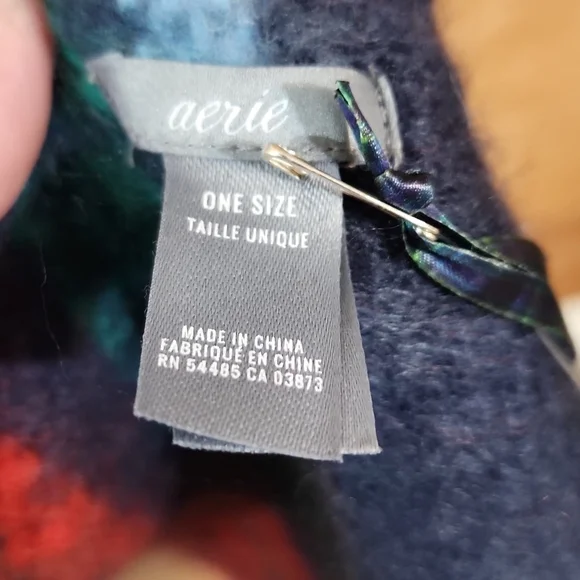 aerie
ONE SIZE
TAILLE UNIQUE
MADE IN CHINA
FABRIQUÉ EN CHINE
RN 54485 CA 03873